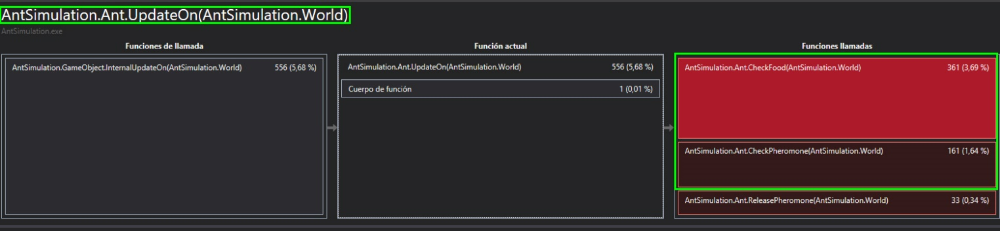 AntSimulation.Ant.UpdateOn(AntSimulation.World)
AntSimulation.exe
Funciones de llamada
Función actual
Funciones llamadas
AntSimulation.GameObject.InternalUpdateOn(AntSimulation.World) 556 (5,68 %)
AntSimulation.Ant.UpdateOn(AntSimulation.World) 556 (5,68 %)
Cuerpo de función 1 (0,01 %)
AntSimulation.Ant.CheckFood(AntSimulation.World) 361 (3,69 %)
AntSimulation.Ant.CheckPheromone(AntSimulation.World) 161 (1,64 %)
AntSimulation.Ant.ReleasePheromone(AntSimulation.World) 33 (0,34 %)